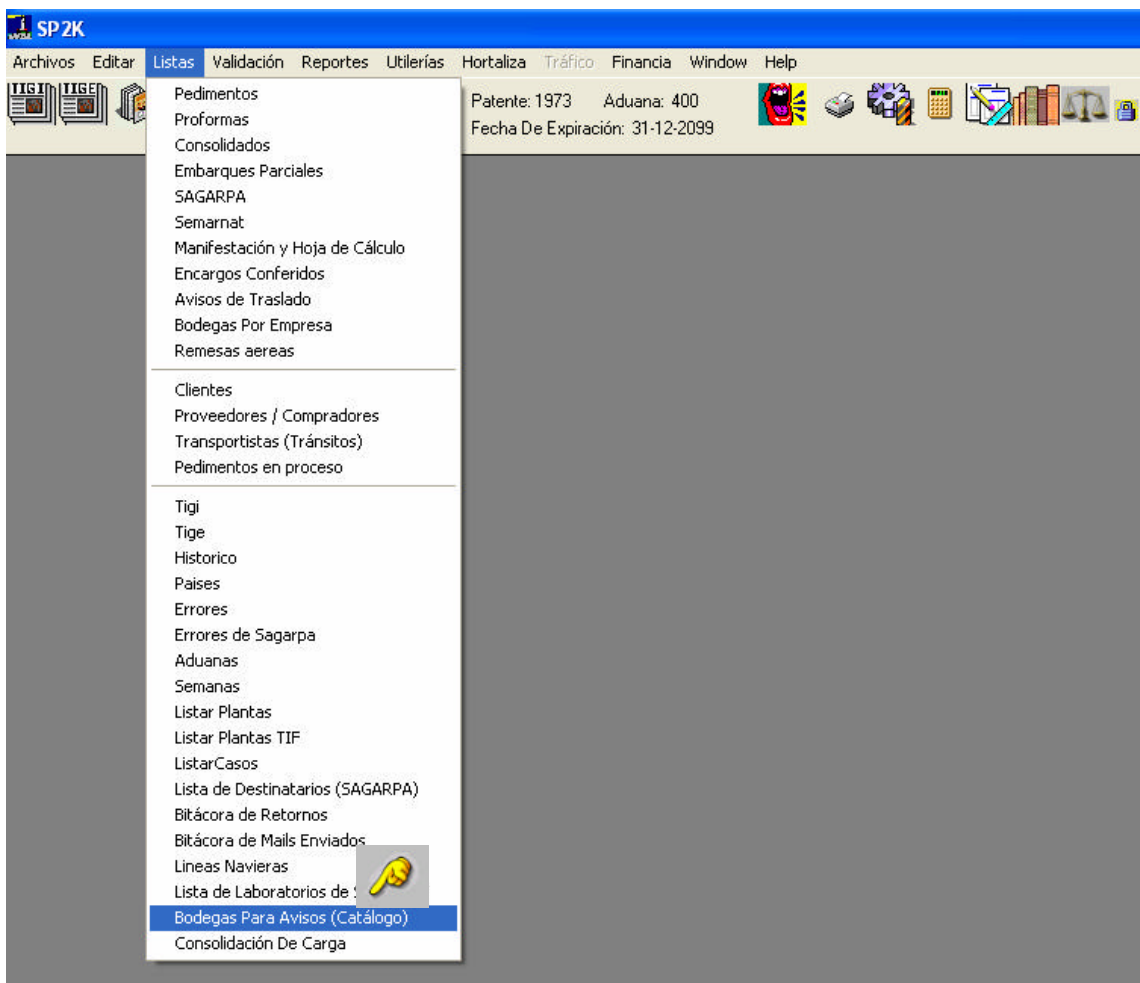 SP2K
Archivos Editar Listas Validación Reportes Utilerías Hortaliza Tráfico Financia Window Help
TIGI TIGE
Patente: 1973 Aduana: 400
Fecha De Expiración: 31-12-2099
Pedimentos
Proformas
Consolidados
Embarques Parciales
SAGARPA
Semarnat
Manifestación y Hoja de Cálculo
Encargos Conferidos
Avisos de Traslado
Bodegas Por Empresa
Remesas aereas
Clientes
Proveedores / Compradores
Transportistas (Tránsitos)
Pedimentos en proceso
Tigi
Tige
Historico
Paises
Errores
Errores de Sagarpa
Aduanas
Semanas
Listar Plantas
Listar Plantas TIF
ListarCasos
Lista de Destinatarios (SAGARPA)
Bitácora de Retornos
Bitácora de Mails Enviados
Lineas Navieras
Lista de Laboratorios de
Bodegas Para Avisos (Catálogo)
Consolidación De Carga